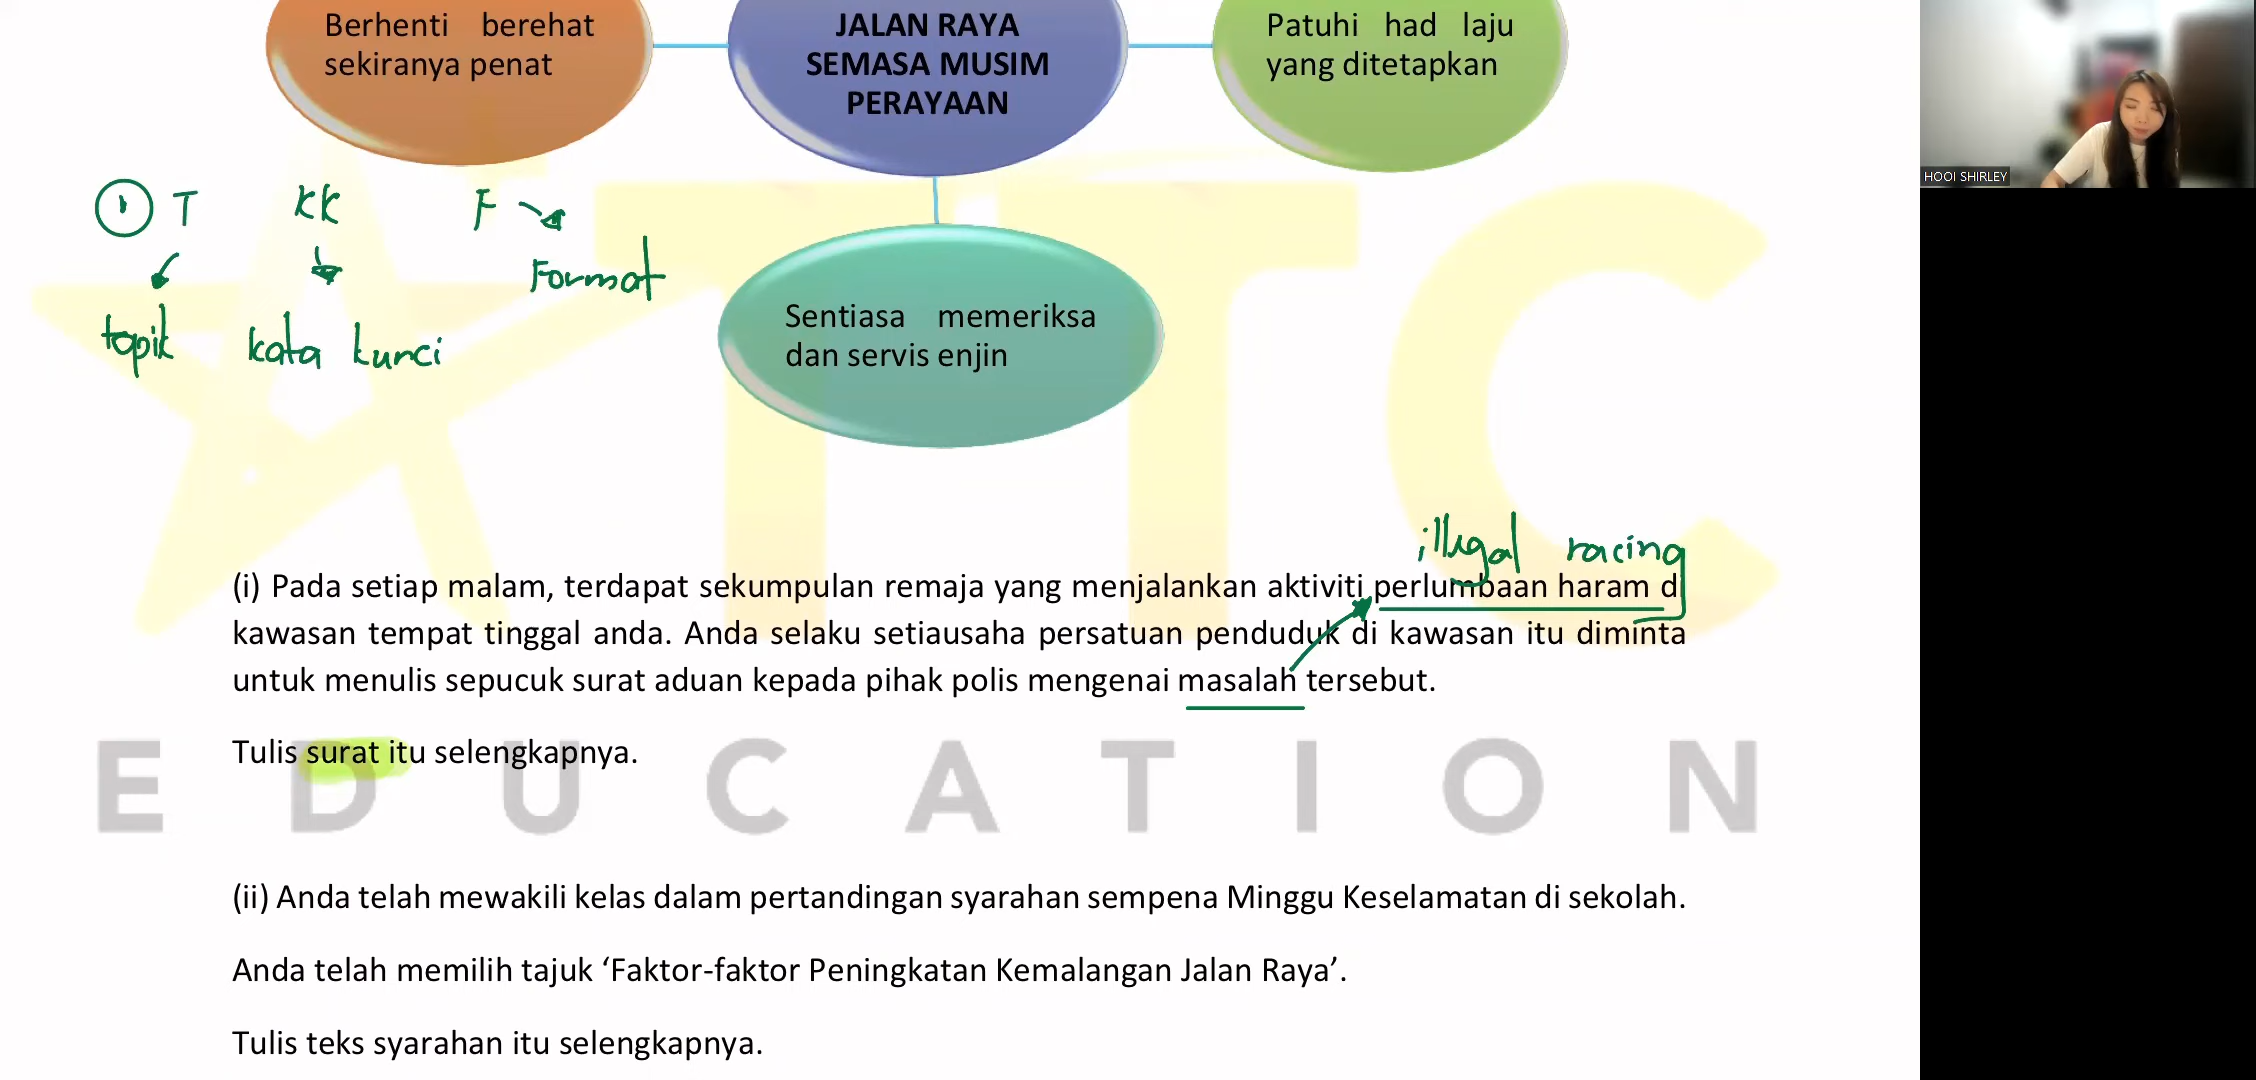 Berhenti berehat
sekiranya penat
JALAN RAYA
SEMASA MUSIM
PERAYAAN
Patuhi had laju
yang ditetapkan
HOOI SHIRLEY
① T KK F
Format
topik kata kunci
Sentiasa memeriksa
dan servis enjin
TTC
illegal racing
(i) Pada setiap malam, terdapat sekumpulan remaja yang menjalankan aktiviti perlumbaan haram di
kawasan tempat tinggal anda. Anda selaku setiausaha persatuan penduduk di kawasan itu diminta
untuk menulis sepucuk surat aduan kepada pihak polis mengenai masalah tersebut.
Tulis surat itu selengkapnya.
EDUCATION
(ii) Anda telah mewakili kelas dalam pertandingan syarahan sempena Minggu Keselamatan di sekolah.
Anda telah memilih tajuk ‘Faktor-faktor Peningkatan Kemalangan Jalan Raya’.
Tulis teks syarahan itu selengkapnya.